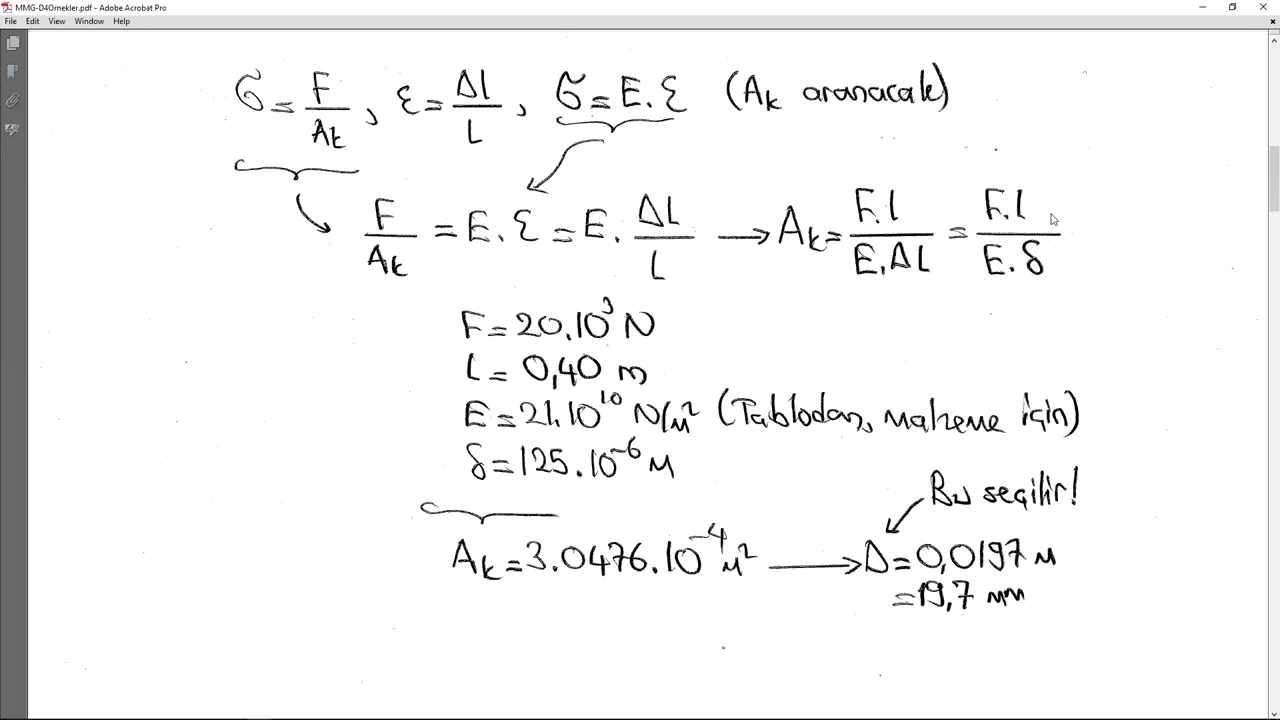 MMG-D4Ornekler.pdf - Adobe Acrobat Pro
File Edit View Window Help
σ = F/Ak , ε = ΔL/L , σ = E.ε (Ak aranacak)
F/Ak = E.ε = E.ΔL/L → Ak = F.L/E.ΔL = F.L/E.δ
F = 20.10³ N
L = 0,40 m
E = 21.10¹⁰ N/m² (Tablodan, malzeme için)
δ = 125.10⁻⁶ m
Bu seçilir!
Ak = 3.0476.10⁻⁴ m² → D = 0,0197 m
= 19,7 mm